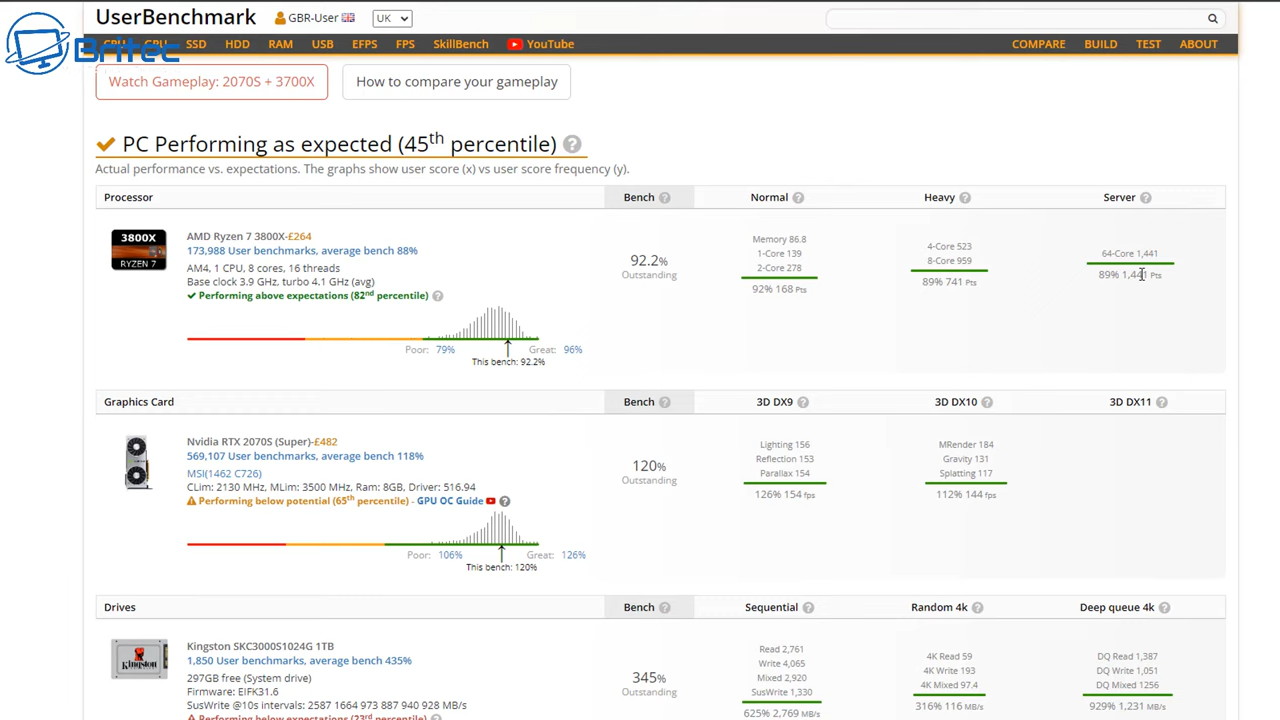 UserBenchmark
GBR-User
UK
Britec
CPU GPU SSD HDD RAM USB EFPS FPS SkillBench YouTube
COMPARE BUILD TEST ABOUT
Watch Gameplay: 2070S + 3700X
How to compare your gameplay
PC Performing as expected (45th percentile) ?
Actual performance vs. expectations. The graphs show user score (x) vs user score frequency (y).
Processor Bench ? Normal ? Heavy ? Server ?
3800X
RYZEN 7
AMD Ryzen 7 3800X-£264
173,988 User benchmarks, average bench 88%
AM4, 1 CPU, 8 cores, 16 threads
Base clock 3.9 GHz, turbo 4.1 GHz (avg)
Performing above expectations (82nd percentile) ?
Poor: 79%
Great: 96%
This bench: 92.2%
92.2%
Outstanding
Memory 86.8
1-Core 139
2-Core 278
92% 168 Pts
4-Core 523
8-Core 959
89% 741 Pts
64-Core 1,441
89% 1,441 Pts
Graphics Card Bench ? 3D DX9 ? 3D DX10 ? 3D DX11 ?
Nvidia RTX 2070S (Super)-£482
569,107 User benchmarks, average bench 118%
MSI(1462 C726)
CLim: 2130 MHz, MLim: 3500 MHz, Ram: 8GB, Driver: 516.94
Performing below potential (65th percentile) - GPU OC Guide ?
Poor: 106%
Great: 126%
This bench: 120%
120%
Outstanding
Lighting 156
Reflection 153
Parallax 154
126% 154 fps
MRender 184
Gravity 131
Splatting 117
112% 144 fps
Drives Bench ? Sequential ? Random 4k ? Deep queue 4k ?
Kingston
Kingston SKC3000S1024G 1TB
1,850 User benchmarks, average bench 435%
297GB free (System drive)
Firmware: EIFK31.6
SusWrite @10s intervals: 2587 1664 973 887 940 928 MB/s
Performing below expectations (23rd percentile) ?
345%
Outstanding
Read 2,761
Write 4,065
Mixed 2,920
SusWrite 1,330
625% 2,769 MB/s
4K Read 59
4K Write 193
4K Mixed 97.4
316% 116 MB/s
DQ Read 1,387
DQ Write 1,051
DQ Mixed 1256
929% 1,231 MB/s